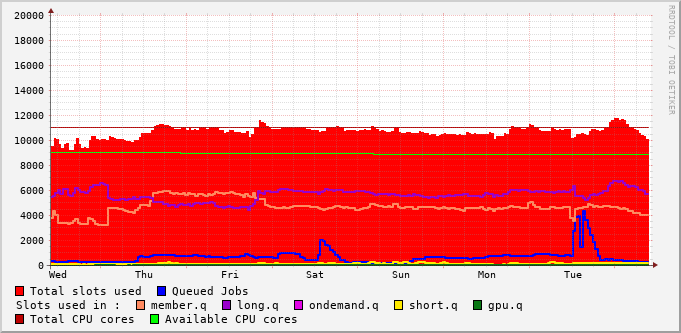 20000
18000
16000
14000
12000
10000
8000
6000
4000
2000
0
Wed Thu Fri Sat Sun Mon Tue
Total slots used Queued Jobs
Slots used in : member.q long.q ondemand.q short.q gpu.q
Total CPU cores Available CPU cores
RRDTOOL / TOBI OETIKER